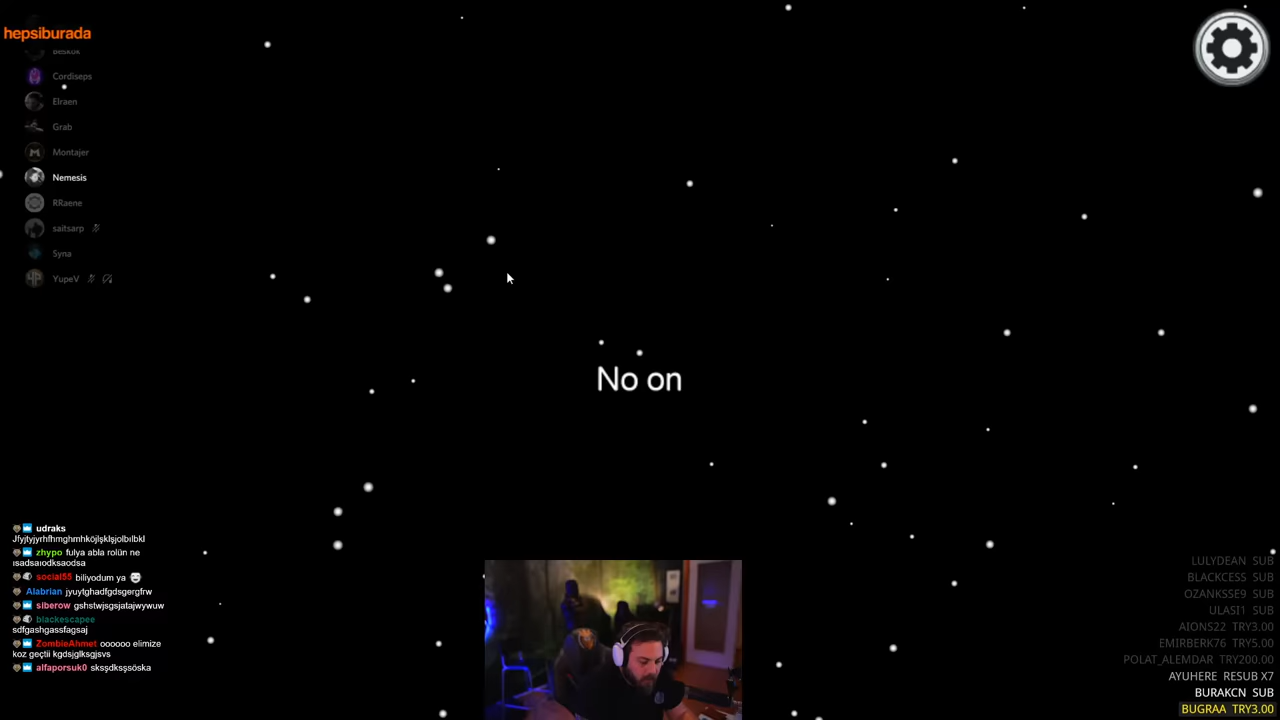 hepsiburada
Cordiseps
Elraen
Grab
Montajer
Nemesis
RRaene
saitsarp
Syna
YupeV
No on
udraks
Jfyjtyjyrhfhmghmhköjlşklşjolbılbkl
zhypo fulya abla rolün ne
ısadsaıodksaodsa
social55 biliyodum ya
Alabrian jyuytghadfgdsgergfrw
siberow gshstwjsgsjatajwywuw
blackescapee
sdfgashgassfagsaj
ZombieAhmet oooooo elimize
koz geçtii kgdsjglksgjsvs
alfaporsuk0 sksşdkşssöska
LULYDEAN SUB
BLACKCESS SUB
OZANKSSE9 SUB
ULASI1 SUB
AIONS22 TRY3.00
EMIRBERK76 TRY5.00
POLAT_ALEMDAR TRY200.00
AYUHERE RESUB X7
BURAKCN SUB
BUGRAA TRY3.00